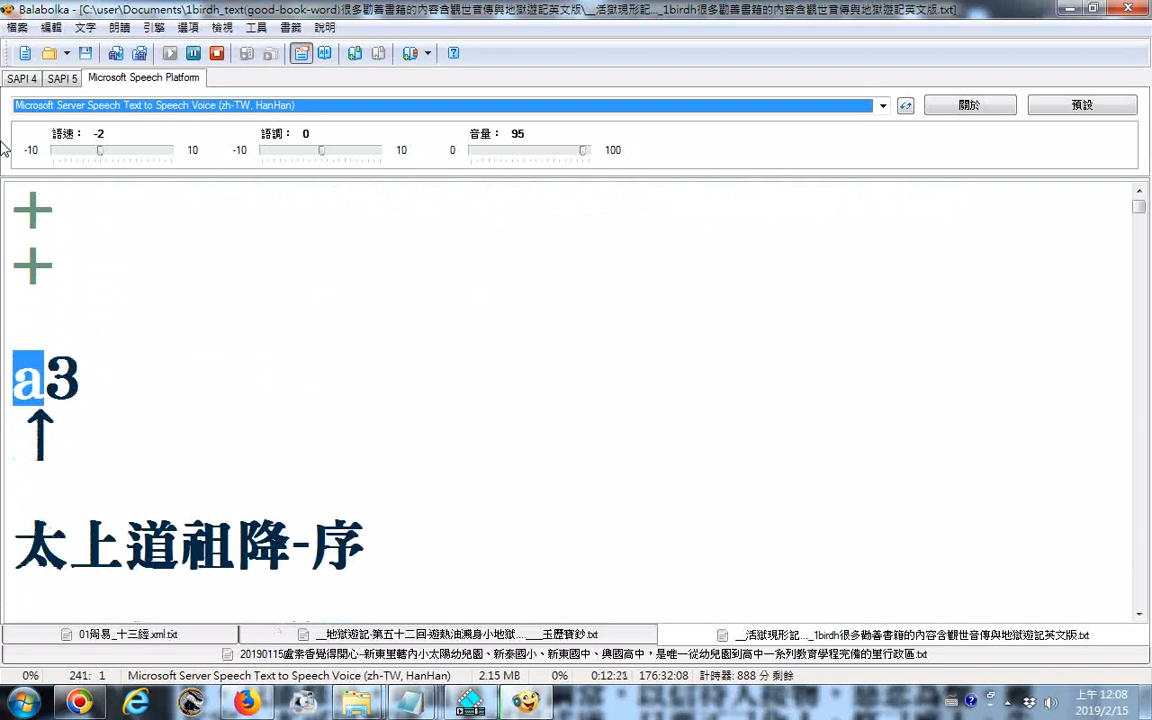 Balabolka - [C:\user\Documents\1birdh_text(good-book-word)很多勸善書籍的內容含觀世音傳與地獄遊記英文版\__活獄現形記..._1birdh很多勸善書籍的內容含觀世音傳與地獄遊記英文版.txt]
檔案 編輯 文字 朗讀 引擎 選項 檢視 工具 書籤 說明
SAPI 4 SAPI 5 Microsoft Speech Platform
Microsoft Server Speech Text to Speech Voice (zh-TW, HanHan) 關於 預設
語速： -2 語調： 0 音量： 95
-10 10 -10 10 0 100
+
+
a3
↑
太上道祖降-序
01周易_十三經.xml.txt __地獄遊記-第五十二回-遊熱油濺身小地獄...___玉歷寶鈔.txt __活獄現形記..._1birdh很多勸善書籍的內容含觀世音傳與地獄遊記英文版.txt
20190115盧素香覺得開心-新東里轄內小太陽幼兒園、新泰國小、新東國中、興國高中，是唯一從幼兒園到高中一系列教育學程完備的里行政區.txt
0% 241: 1 Microsoft Server Speech Text to Speech Voice (zh-TW, HanHan) 2.15 MB 0% 0:12:21 176:32:08 計時器: 888 分 剩餘
上午 12:08
2019/2/15